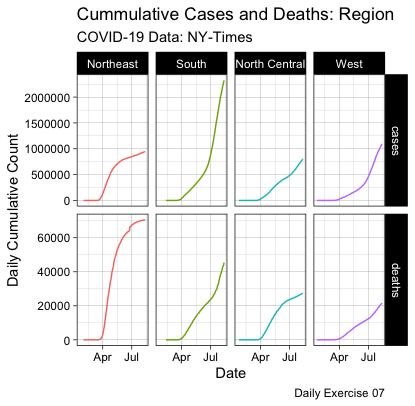 Cummulative Cases and Deaths: Region
COVID-19 Data: NY-Times
Northeast
South
North Central
West
Daily Cumulative Count
2000000
1500000
1000000
500000
0
cases
60000
40000
20000
0
deaths
Apr Jul Apr Jul Apr Jul Apr Jul
Date
Daily Exercise 07